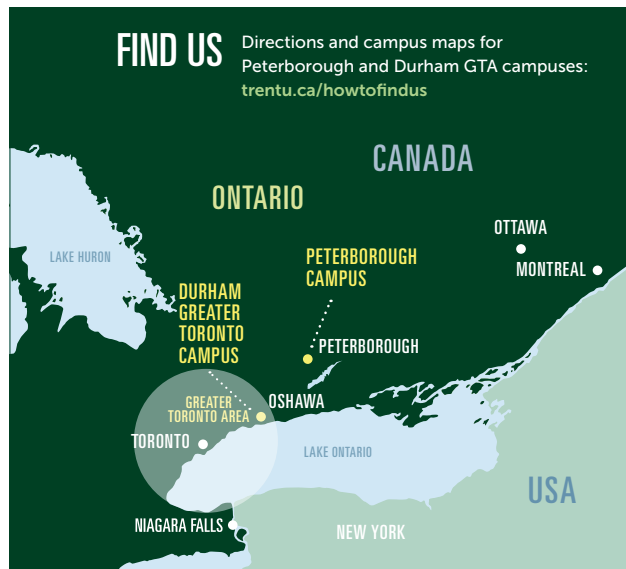 FIND US
Directions and campus maps for
Peterborough and Durham GTA campuses:
trentu.ca/howtofindus
CANADA
ONTARIO
OTTAWA
MONTREAL
LAKE HURON
PETERBOROUGH
CAMPUS
DURHAM
GREATER
TORONTO
CAMPUS
PETERBOROUGH
OSHAWA
GREATER
TORONTO AREA
TORONTO
LAKE ONTARIO
USA
NIAGARA FALLS
NEW YORK